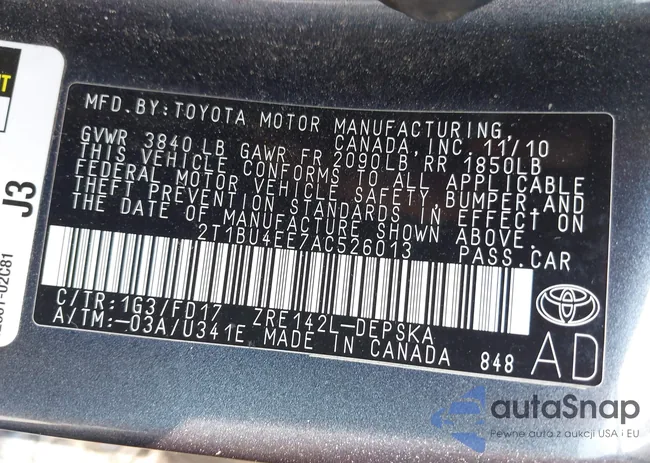 MFD. BY: TOYOTA MOTOR MANUFACTURING,
CANADA, INC. 11/10
GVWR 3840 LB GAWR FR 2090LB RR 1850LB
THIS VEHICLE CONFORMS TO ALL APPLICABLE
FEDERAL MOTOR VEHICLE SAFETY, BUMPER, AND
THEFT PREVENTION STANDARDS IN EFFECT ON
THE DATE OF MANUFACTURE SHOWN ABOVE.
2T1BU4EE7AC526013 PASS. CAR
C/TR: 1G3/FD17 ZRE142L-DEPSKA
A/TM: -03A/U341E MADE IN CANADA 848
AD
J3
autaSnap
Pewne auta z aukcji USA i EU